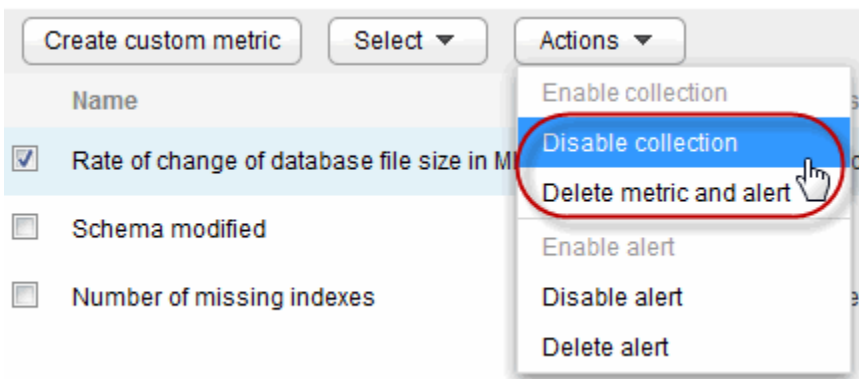 Create custom metric Select Actions
Name
Enable collection
Disable collection
Rate of change of database file size in
Delete metric and alert
Schema modified
Enable alert
Number of missing indexes
Disable alert
Delete alert